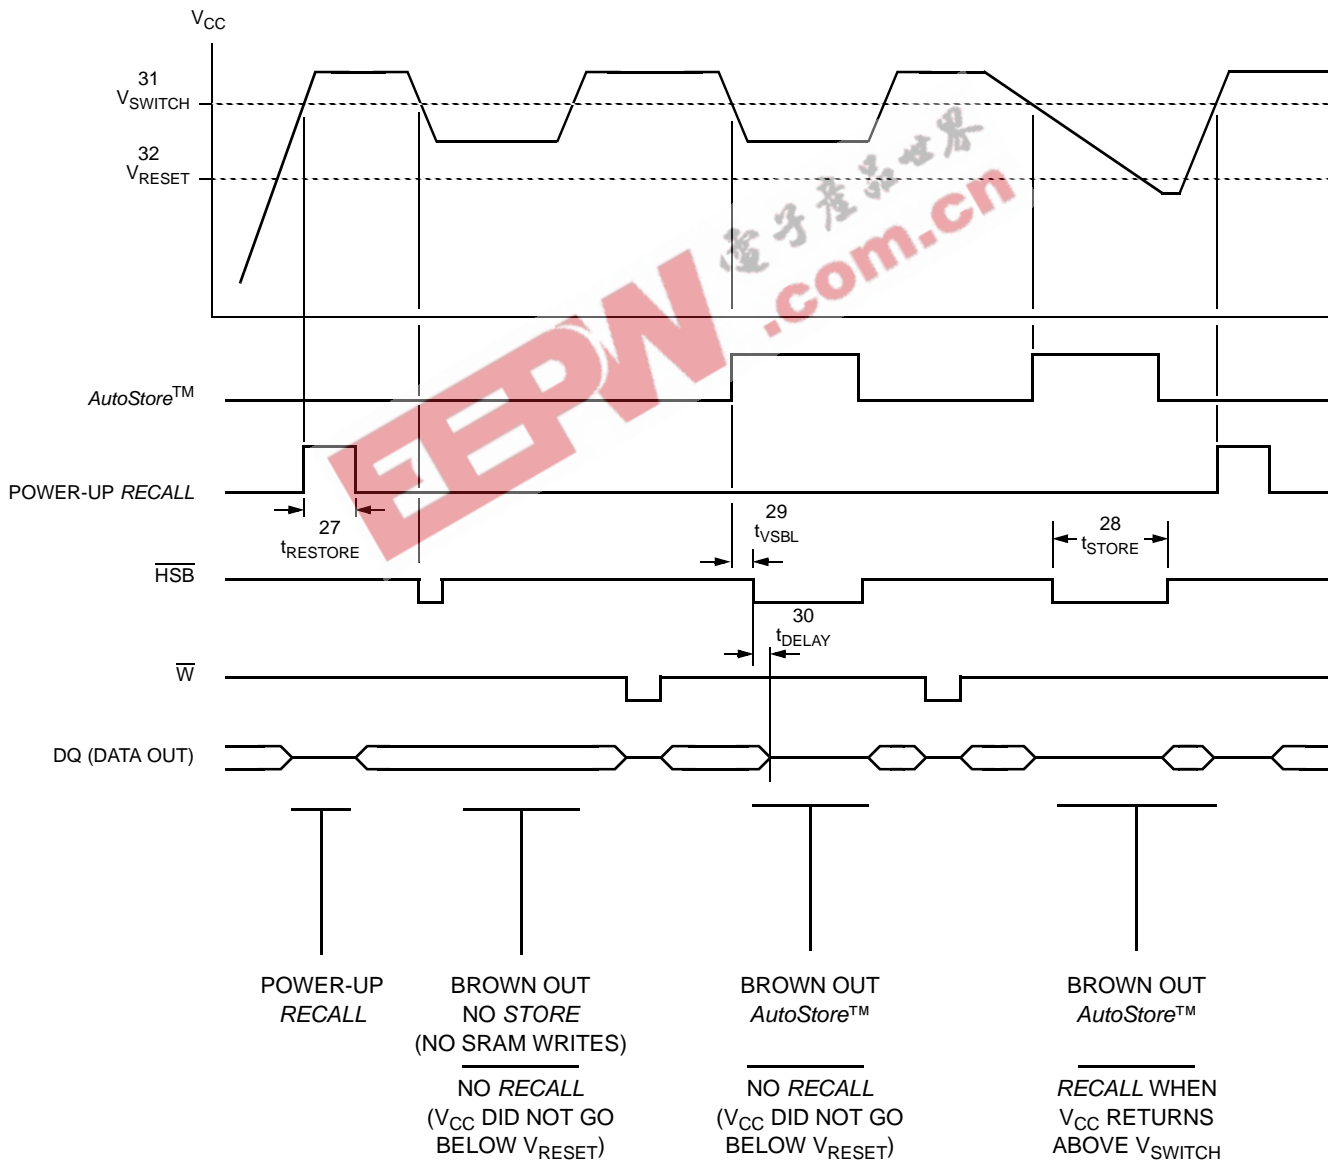 VCC
31
VSWITCH
32
VRESET
電子產品世界
EEPW.com.cn
AutoStore™
POWER-UP RECALL
27
tRESTORE
29
tVSBL
28
tSTORE
HSB
30
tDELAY
W
DQ (DATA OUT)
POWER-UP
RECALL
BROWN OUT
NO STORE
(NO SRAM WRITES)
NO RECALL
(VCC DID NOT GO
BELOW VRESET)
BROWN OUT
AutoStore™
NO RECALL
(VCC DID NOT GO
BELOW VRESET)
BROWN OUT
AutoStore™
RECALL WHEN
VCC RETURNS
ABOVE VSWITCH